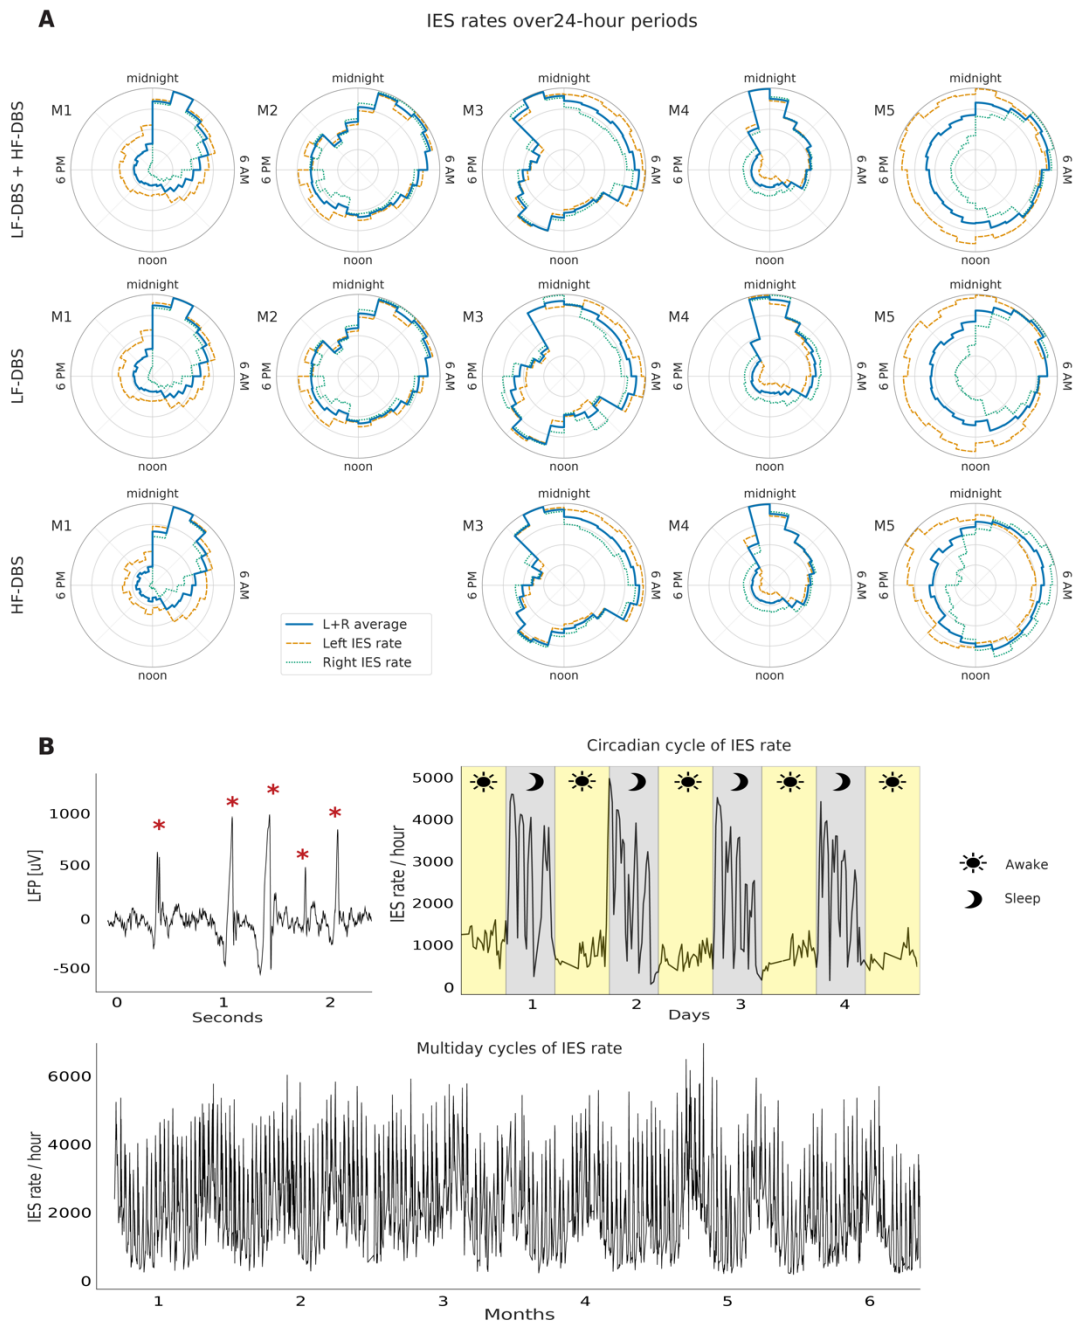 A
IES rates over24-hour periods
LF-DBS + HF-DBS
M1
midnight
6 PM
6 AM
noon
M2
midnight
6 PM
6 AM
noon
M3
midnight
6 PM
6 AM
noon
M4
midnight
6 PM
6 AM
noon
M5
midnight
6 PM
6 AM
noon
LF-DBS
M1
midnight
6 PM
6 AM
noon
M2
midnight
6 PM
6 AM
noon
M3
midnight
6 PM
6 AM
noon
M4
midnight
6 PM
6 AM
noon
M5
midnight
6 PM
6 AM
noon
HF-DBS
M1
midnight
6 PM
6 AM
noon
L+R average
Left IES rate
Right IES rate
M3
midnight
6 PM
6 AM
noon
M4
midnight
6 PM
6 AM
noon
M5
midnight
6 PM
6 AM
noon
B
LFP [uV]
1000
500
0
-500
0 1 2
Seconds
Circadian cycle of IES rate
IES rate / hour
5000
4000
3000
2000
1000
0
1 2 3 4
Days
Awake
Sleep
Multiday cycles of IES rate
IES rate / hour
6000
4000
2000
0
1 2 3 4 5 6
Months